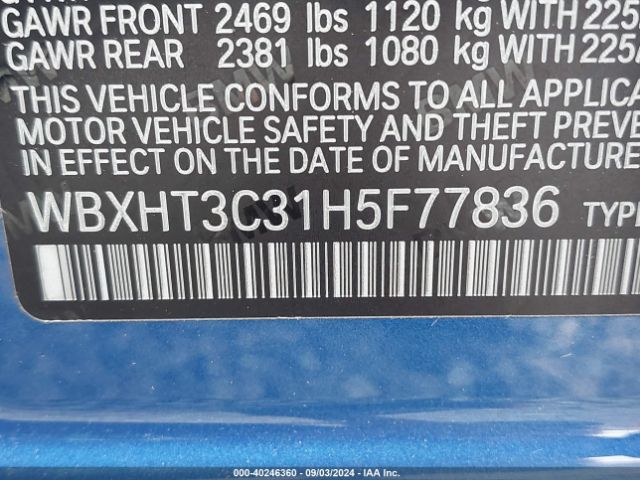 GAWR FRONT 2469 lbs 1120 kg WITH 225
GAWR REAR 2381 lbs 1080 kg WITH 225
THIS VEHICLE CONFORMS TO ALL APPLICA
MOTOR VEHICLE SAFETY AND THEFT PREVE
IN EFFECT ON THE DATE OF MANUFACTURE
WBXHT3C31H5F77836 TYPE
000-40246360 - 09/03/2024 - IAA Inc.